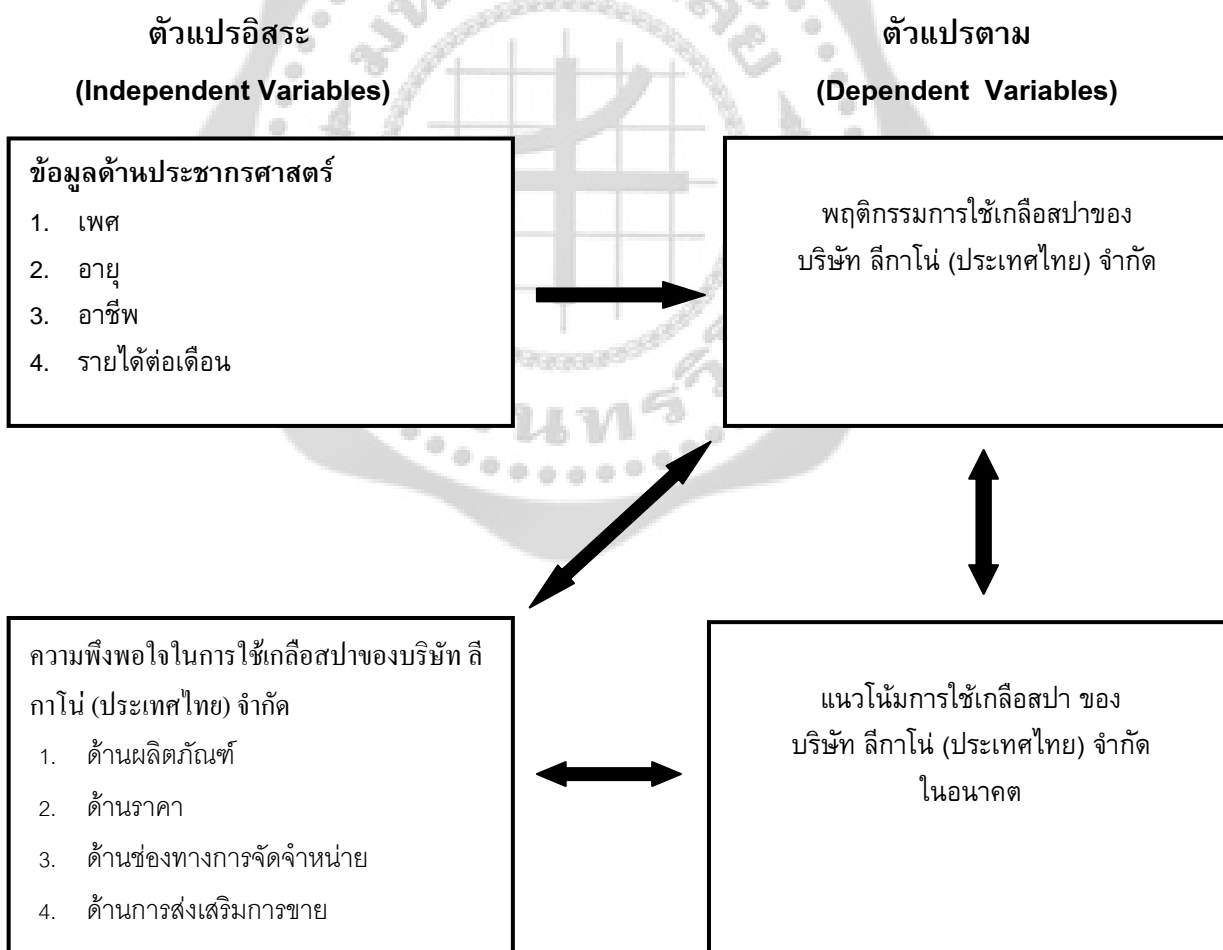 ตัวแปรอิสระ
(Independent Variables)
ตัวแปรตาม
(Dependent Variables)
ข้อมูลด้านประชากรศาสตร์
1. เพศ
2. อายุ
3. อาชีพ
4. รายได้ต่อเดือน
พฤติกรรมการใช้เกลือสปาของ
บริษัท ลีกาโน่ (ประเทศไทย) จำกัด
ความพึงพอใจในการใช้เกลือสปาของบริษัท ลี
กาโน่ (ประเทศไทย) จำกัด
1. ด้านผลิตภัณฑ์
2. ด้านราคา
3. ด้านช่องทางการจัดจำหน่าย
4. ด้านการส่งเสริมการขาย
แนวโน้มการใช้เกลือสปา ของ
บริษัท ลีกาโน่ (ประเทศไทย) จำกัด
ในอนาคต